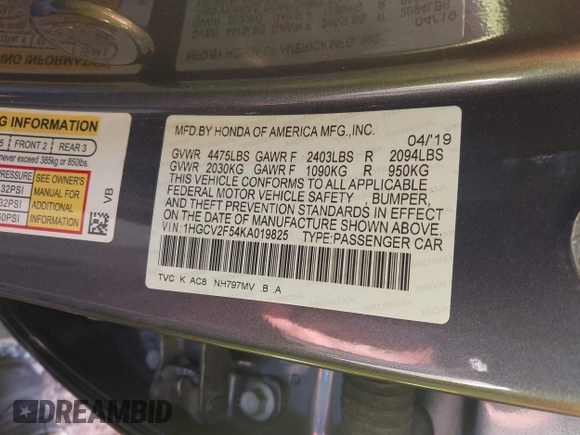 MFD.BY HONDA OF AMERICA MFG.,INC.
04/'19
GVWR 4475LBS GAWR F 2403LBS R 2094LBS
GVWR 2030KG GAWR F 1090KG R 950KG
THIS VEHICLE CONFORMS TO ALL APPLICABLE
FEDERAL MOTOR VEHICLE SAFETY , BUMPER,
AND THEFT PREVENTION STANDARDS IN EFFECT
ON THE DATE OF MANUFACTURE SHOWN ABOVE.
VIN:1HGCV2F54KA019825 TYPE:PASSENGER CAR
TVC K AC8 NH797MV .B .A
INFORMATION
FRONT 2 REAR 3
never exceed 385kg or 850lbs.
SEE OWNER'S
MANUAL FOR
ADDITIONAL
INFORMATION
32PSI
32PSI
60PSI
VB
DREAMBID